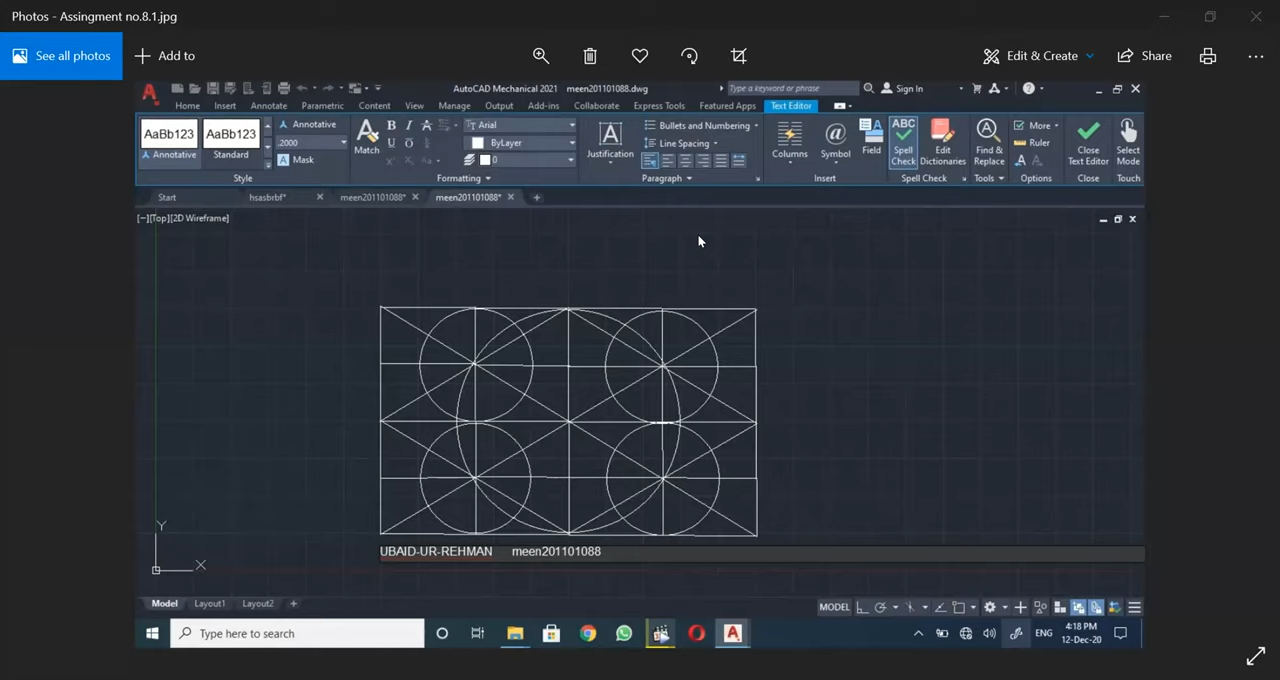 Photos - Assingment no.8.1.jpg
See all photos
Add to
Edit & Create
Share
AutoCAD Mechanical 2021 meen201101088.dwg
Type a keyword or phrase
Sign In
Home Insert Annotate Parametric Content View Manage Output Add-ins Collaborate Express Tools Featured Apps Text Editor
AaBb123 AaBb123
Annotative Standard
Annotative
2000
Mask
Style
Match
B I A
U O
Arial
ByLayer
0
Formatting
Justification
Bullets and Numbering
Line Spacing
Paragraph
Columns
@
Symbol
Field
Insert
ABC
Spell Check
Edit Dictionaries
Spell Check
Find & Replace
Tools
More
Ruler
Options
Close Text Editor
Close
Select Mode
Touch
Start hsasbrbf* meen201101088* meen201101088*
[−][Top][2D Wireframe]
Y
X
UBAID-UR-REHMAN meen201101088
Model Layout1 Layout2
MODEL
Type here to search
ENG
4:18 PM
12-Dec-20